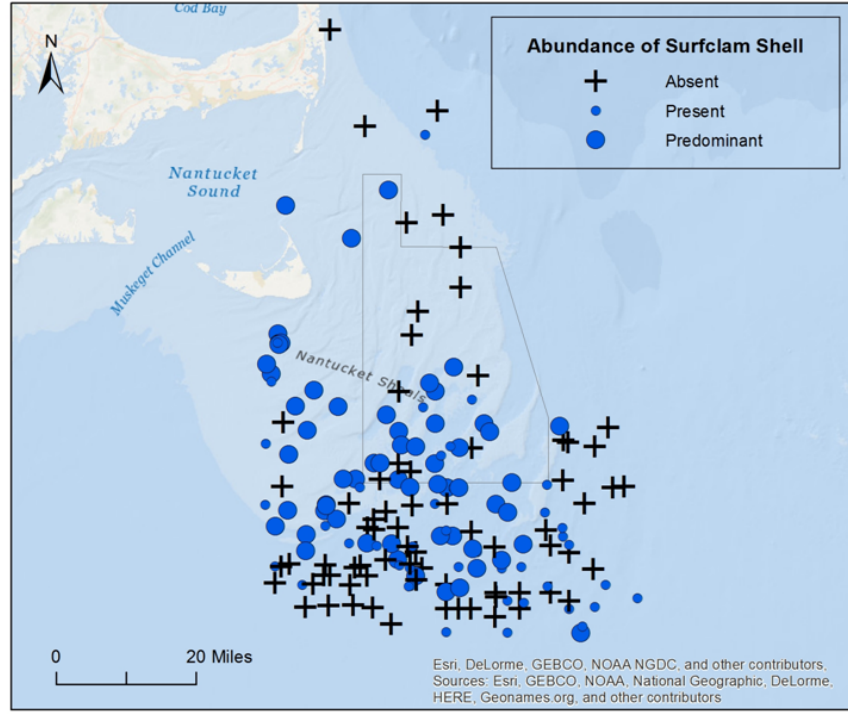 Cod Bay
N
Abundance of Surfclam Shell
Absent
Present
Predominant
Nantucket
Sound
Muskeget Channel
Nantucket Shoals
0 20 Miles
Esri, DeLorme, GEBCO, NOAA NGDC, and other contributors,
Sources: Esri, GEBCO, NOAA, National Geographic, DeLorme,
HERE, Geonames.org, and other contributors